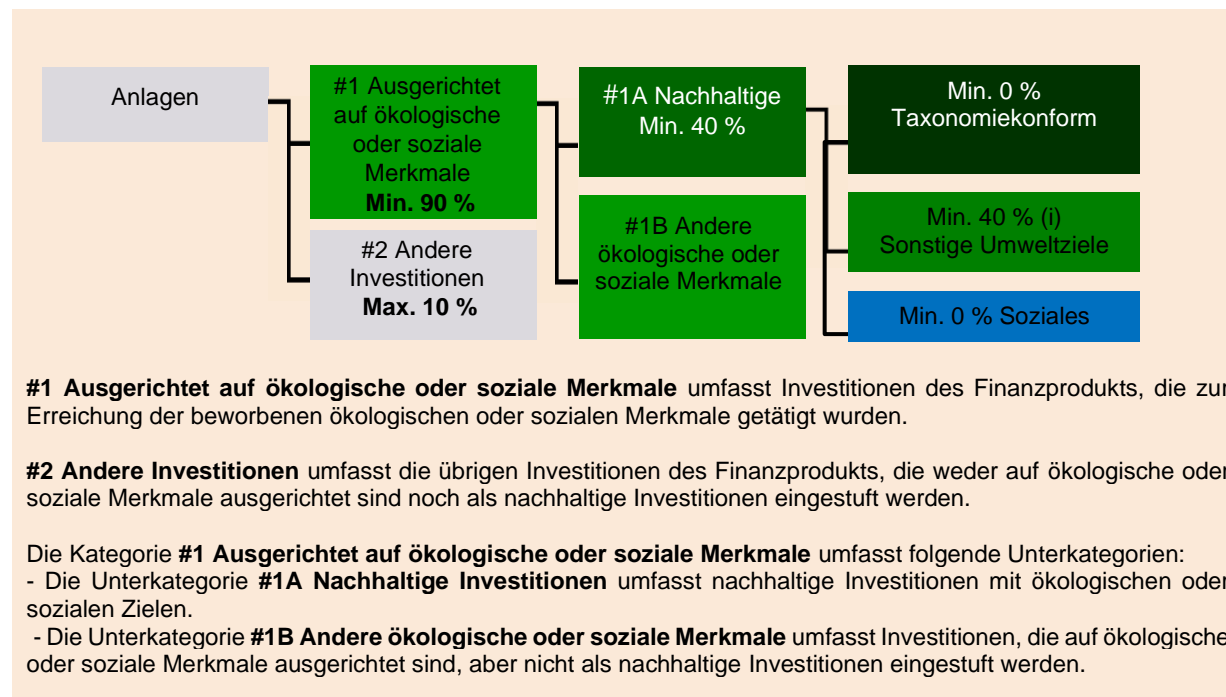 Anlagen
#1 Ausgerichtet
auf ökologische
oder soziale
Merkmale
Min. 90 %
#2 Andere
Investitionen
Max. 10 %
#1A Nachhaltige
Min. 40 %
#1B Andere
ökologische oder
soziale Merkmale
Min. 0 %
Taxonomiekonform
Min. 40 % (i)
Sonstige Umweltziele
Min. 0 % Soziales
#1 Ausgerichtet auf ökologische oder soziale Merkmale umfasst Investitionen des Finanzprodukts, die zur
Erreichung der beworbenen ökologischen oder sozialen Merkmale getätigt wurden.
#2 Andere Investitionen umfasst die übrigen Investitionen des Finanzprodukts, die weder auf ökologische oder
soziale Merkmale ausgerichtet sind noch als nachhaltige Investitionen eingestuft werden.
Die Kategorie #1 Ausgerichtet auf ökologische oder soziale Merkmale umfasst folgende Unterkategorien:
- Die Unterkategorie #1A Nachhaltige Investitionen umfasst nachhaltige Investitionen mit ökologischen oder
sozialen Zielen.
- Die Unterkategorie #1B Andere ökologische oder soziale Merkmale umfasst Investitionen, die auf ökologische
oder soziale Merkmale ausgerichtet sind, aber nicht als nachhaltige Investitionen eingestuft werden.